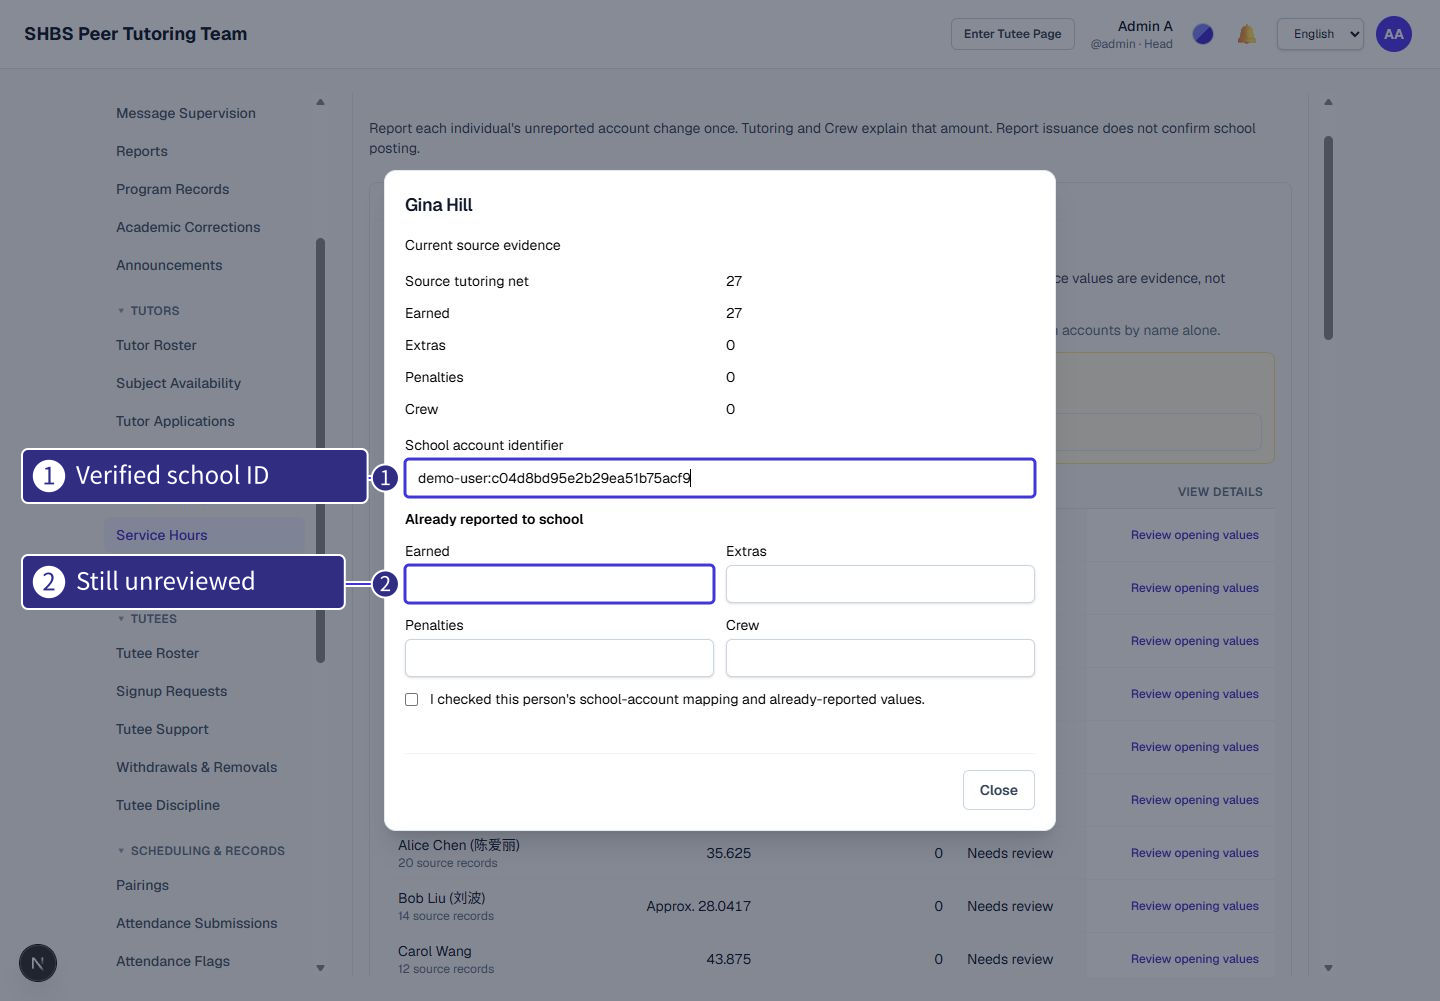 SHBS Peer Tutoring Team
Enter Tutee Page
Admin A
@admin · Head
English
AA
Message Supervision
Reports
Program Records
Academic Corrections
Announcements
TUTORS
Tutor Roster
Subject Availability
Tutor Applications
Service Hours
TUTEES
Tutee Roster
Signup Requests
Tutee Support
Withdrawals & Removals
Tutee Discipline
SCHEDULING & RECORDS
Pairings
Attendance Submissions
Attendance Flags
N
1 Verified school ID
1
2 Still unreviewed
2
Report each individual's unreported account change once. Tutoring and Crew explain that amount. Report issuance does not confirm school
posting.
ce values are evidence, not
accounts by name alone.
Gina Hill
Current source evidence
Source tutoring net 27
Earned 27
Extras 0
Penalties 0
Crew 0
School account identifier
demo-user:c04d8bd95e2b29ea51b75acf9
Already reported to school
Earned Extras
Penalties Crew
I checked this person's school-account mapping and already-reported values.
Close
VIEW DETAILS
Review opening values
Review opening values
Review opening values
Review opening values
Review opening values
Review opening values
Alice Chen (陈爱丽) 35.625 0 Needs review Review opening values
20 source records
Bob Liu (刘波) Approx. 28.0417 0 Needs review Review opening values
14 source records
Carol Wang 43.875 0 Needs review Review opening values
12 source records